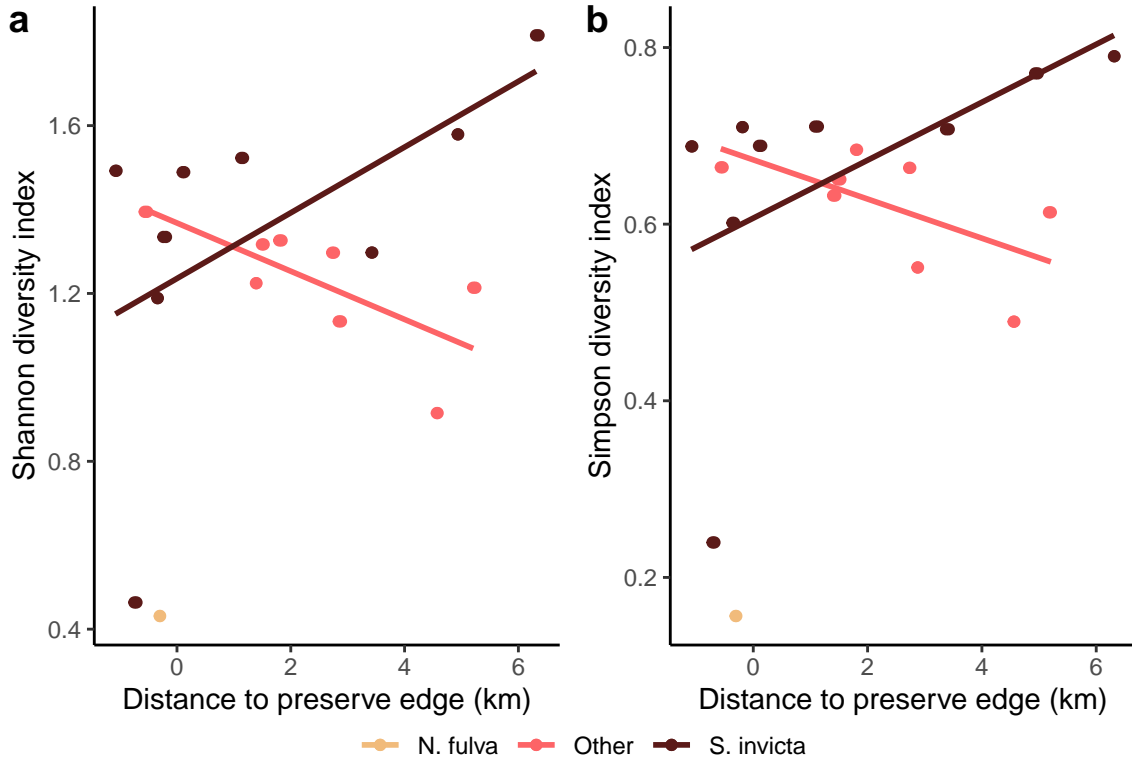 a
Shannon diversity index
1.6
1.2
0.8
0.4
0 2 4 6
Distance to preserve edge (km)
b
Simpson diversity index
0.8
0.6
0.4
0.2
0 2 4 6
Distance to preserve edge (km)
N. fulva Other S. invicta